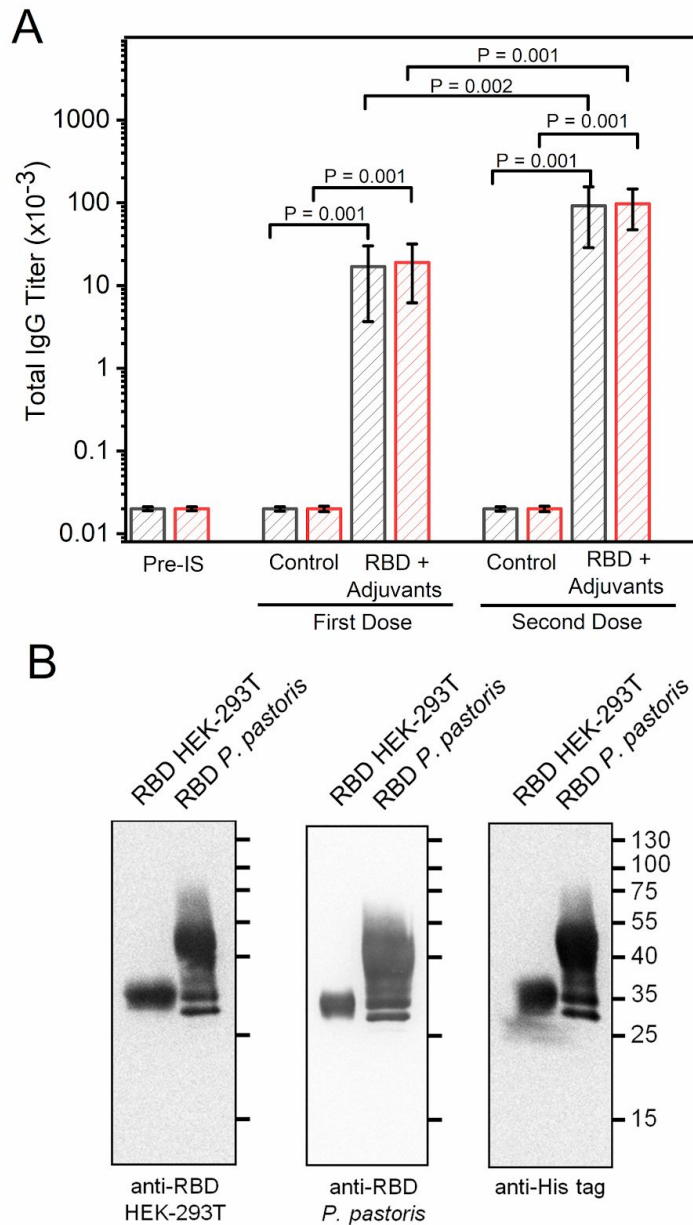 A
Total IgG Titer (x10⁻³)
1000
100
10
1
0.1
0.01
P = 0.001
P = 0.002
P = 0.001
P = 0.001
P = 0.001
P = 0.001
Pre-IS
Control
RBD +
Adjuvants
Control
RBD +
Adjuvants
First Dose
Second Dose
B
RBD HEK-293T
RBD P. pastoris
RBD HEK-293T
RBD P. pastoris
RBD HEK-293T
RBD P. pastoris
130
100
75
55
40
35
25
15
anti-RBD
HEK-293T
anti-RBD
P. pastoris
anti-His tag